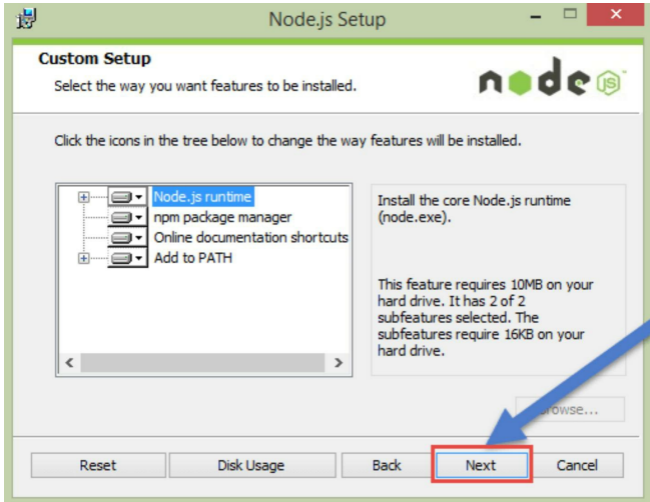 Node.js Setup
Custom Setup
Select the way you want features to be installed.
node JS
Click the icons in the tree below to change the way features will be installed.
Node.js runtime
npm package manager
Online documentation shortcuts
Add to PATH
Install the core Node.js runtime
(node.exe).
This feature requires 10MB on your
hard drive. It has 2 of 2
subfeatures selected. The
subfeatures require 16KB on your
hard drive.
Reset
Disk Usage
Back
Next
Cancel